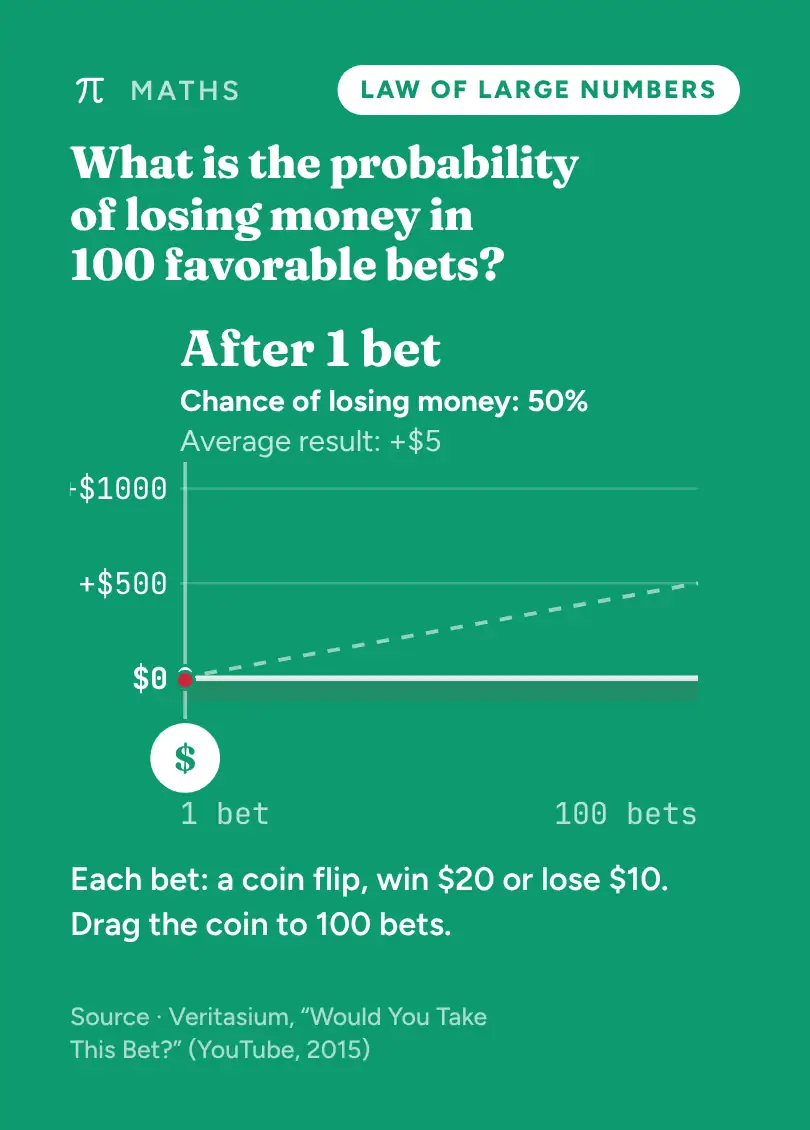 π MATHS
LAW OF LARGE NUMBERS
What is the probability
of losing money in
100 favorable bets?
After 1 bet
Chance of losing money: 50%
Average result: +$5
+$1000
+$500
$0
$
1 bet
100 bets
Each bet: a coin flip, win $20 or lose $10.
Drag the coin to 100 bets.
Source · Veritasium, “Would You Take
This Bet?” (YouTube, 2015)